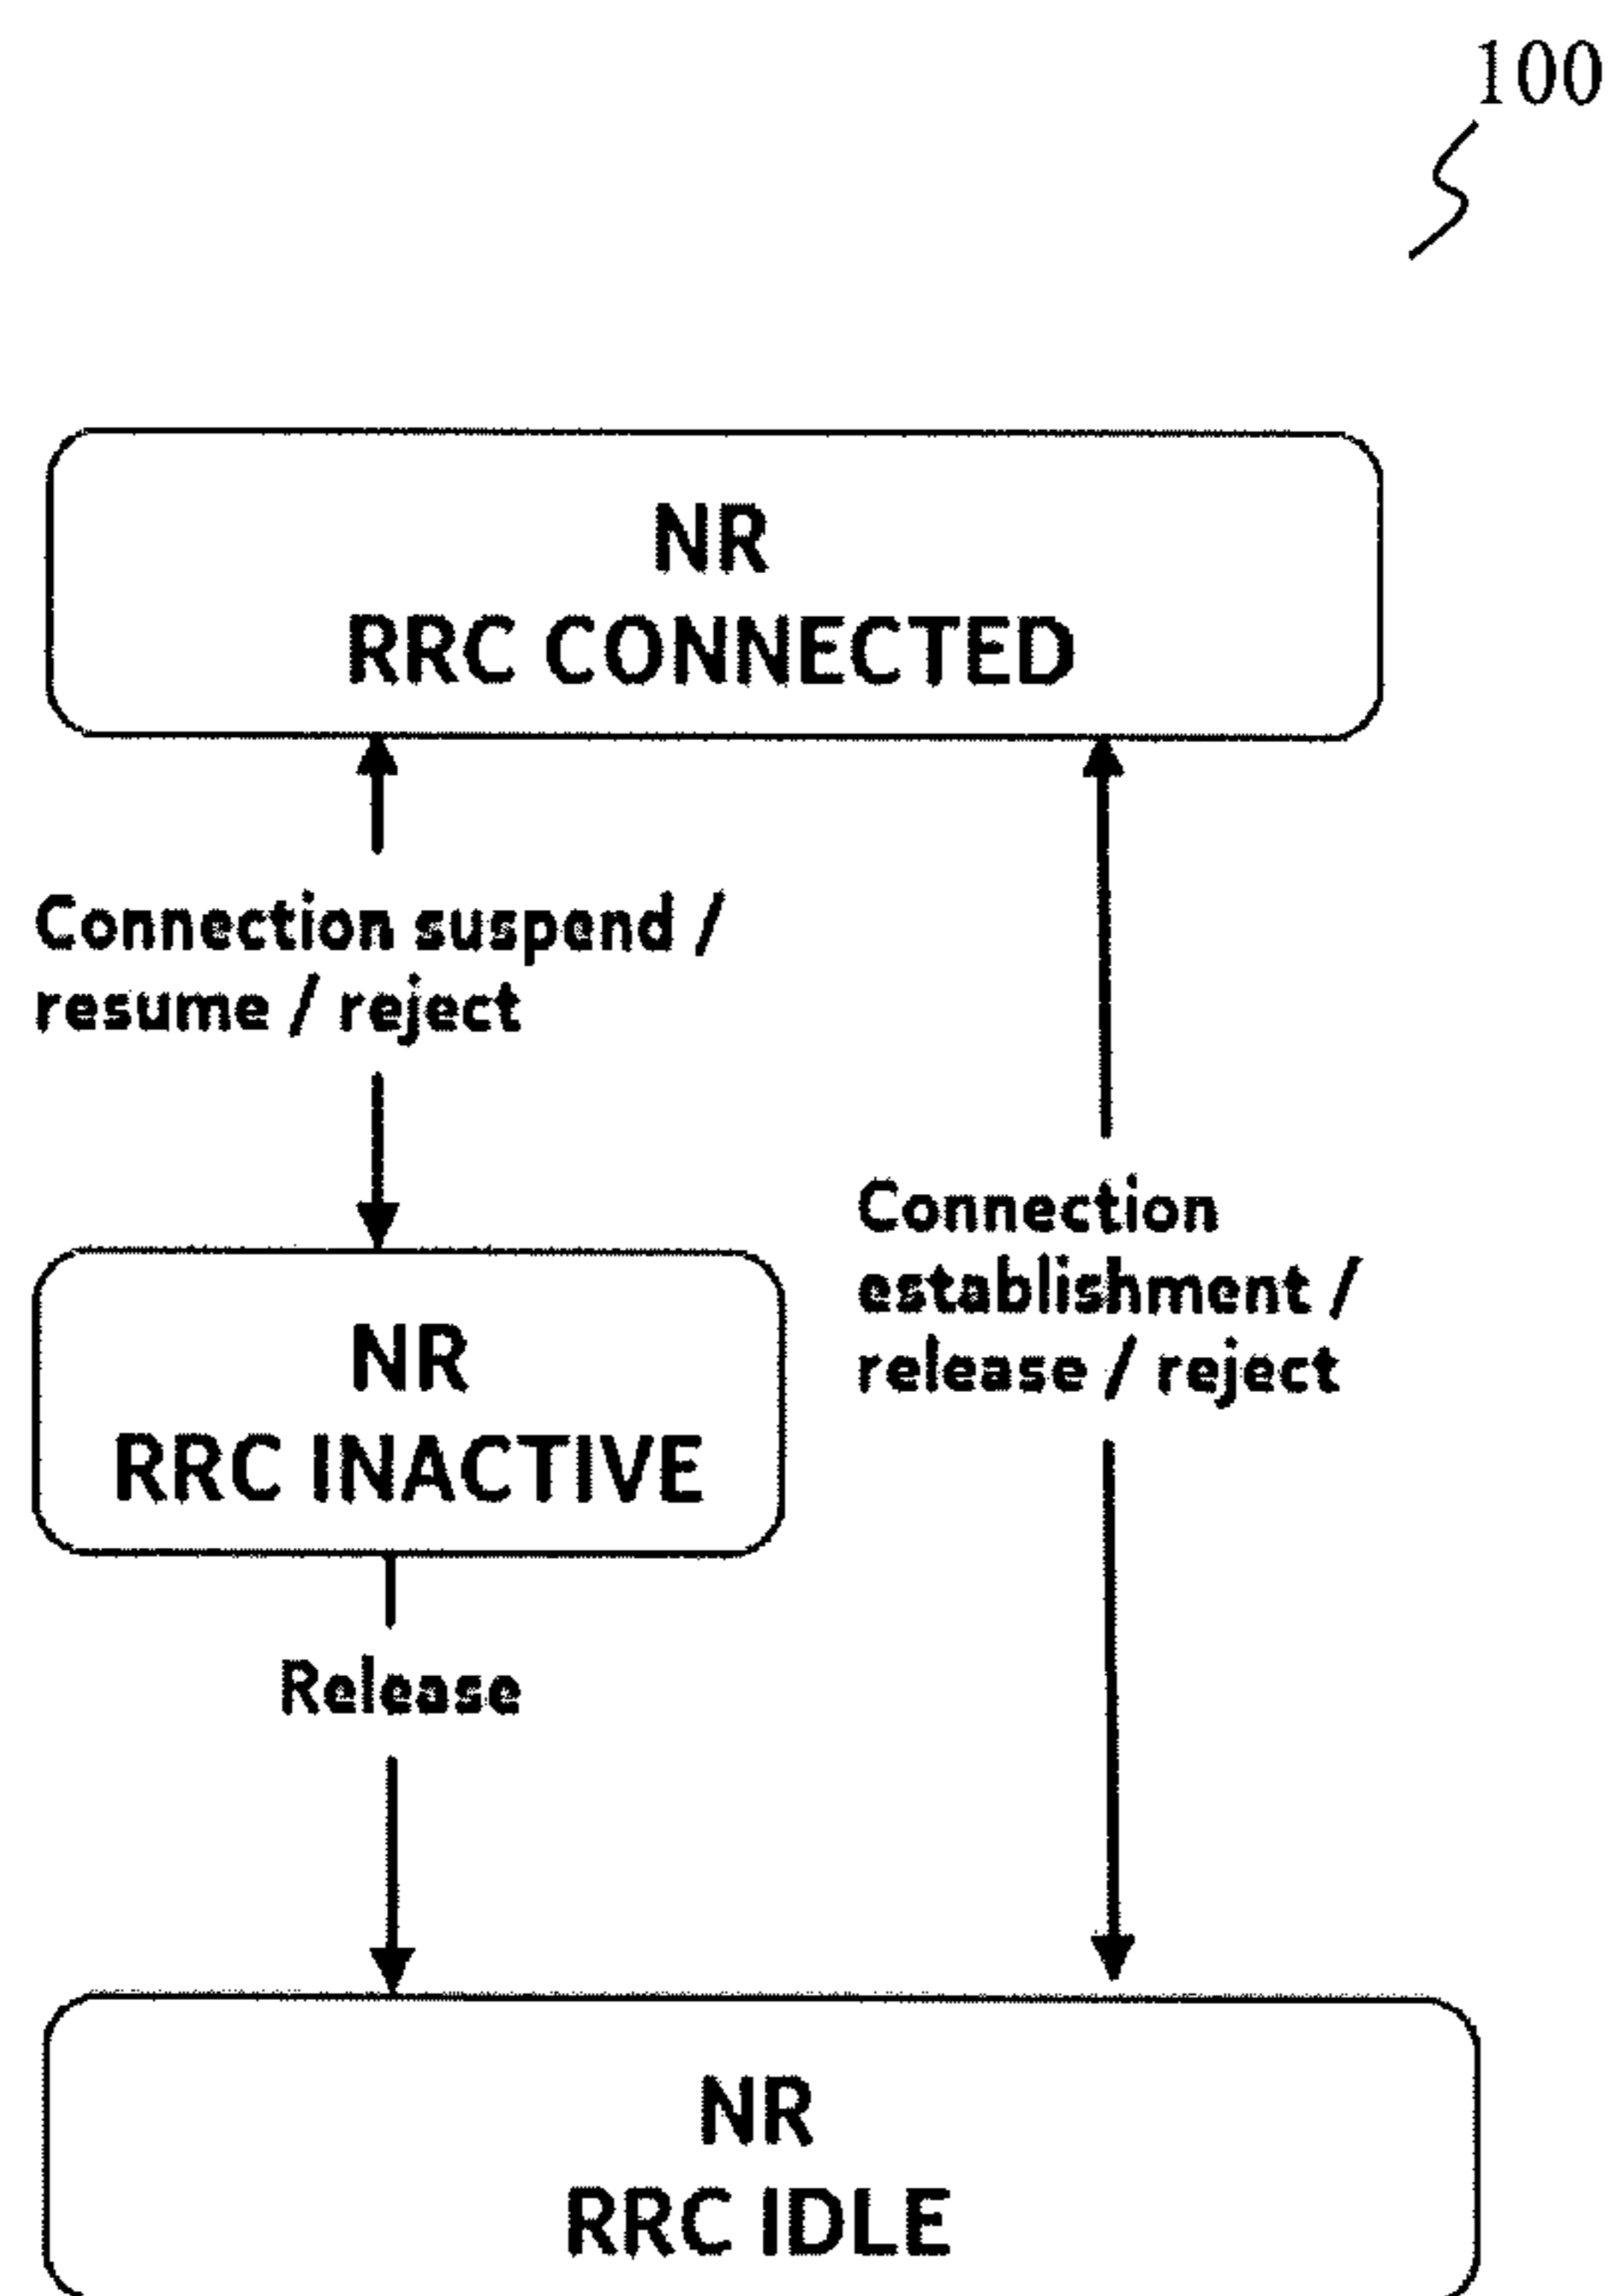 100
NR
RRC CONNECTED
Connection suspend /
resume / reject
Connection
establishment /
release / reject
NR
RRC INACTIVE
Release
NR
RRC IDLE